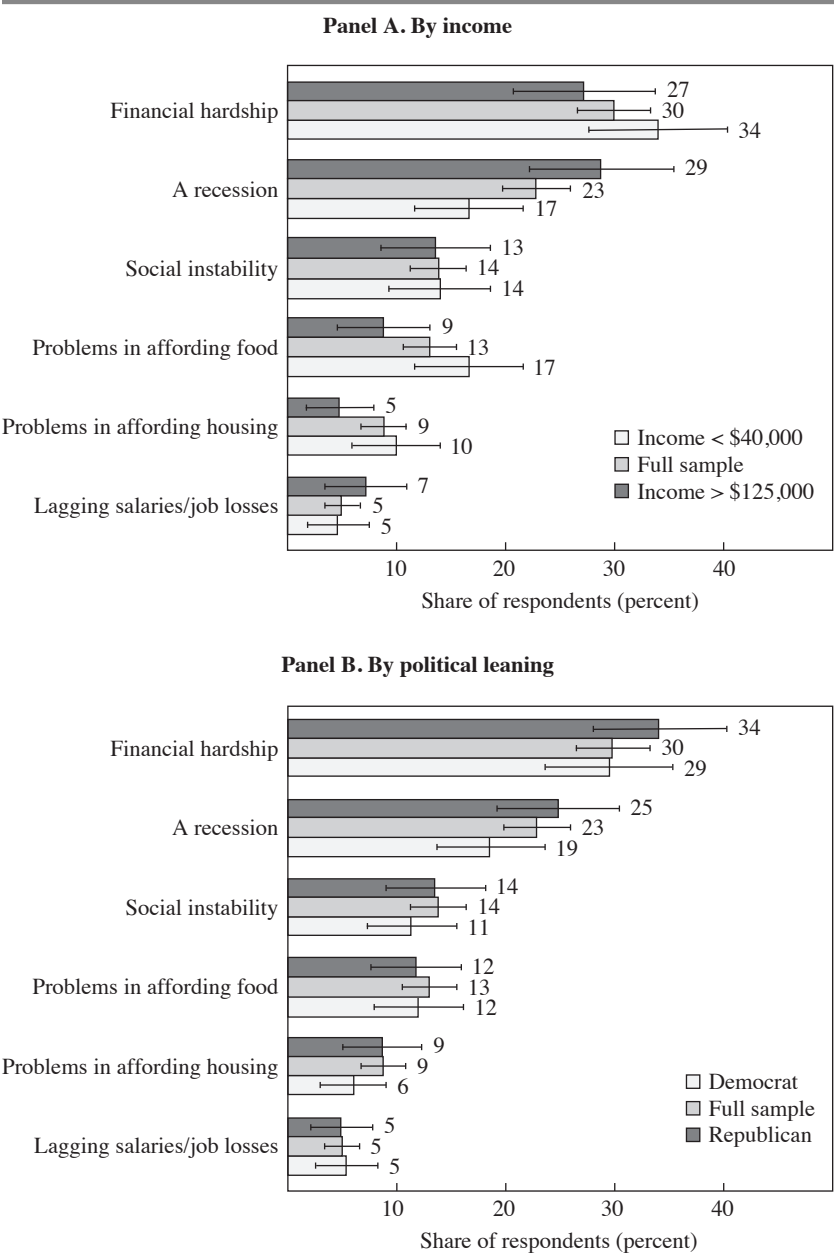 Panel A. By income
Financial hardship
27
30
34
A recession
29
23
17
Social instability
13
14
14
Problems in affording food
9
13
17
Problems in affording housing
5
9
10
Lagging salaries/job losses
7
5
5
Income < $40,000
Full sample
Income > $125,000
10 20 30 40
Share of respondents (percent)
Panel B. By political leaning
Financial hardship
34
30
29
A recession
25
23
19
Social instability
14
14
11
Problems in affording food
12
13
12
Problems in affording housing
9
9
6
Lagging salaries/job losses
5
5
5
Democrat
Full sample
Republican
10 20 30 40
Share of respondents (percent)